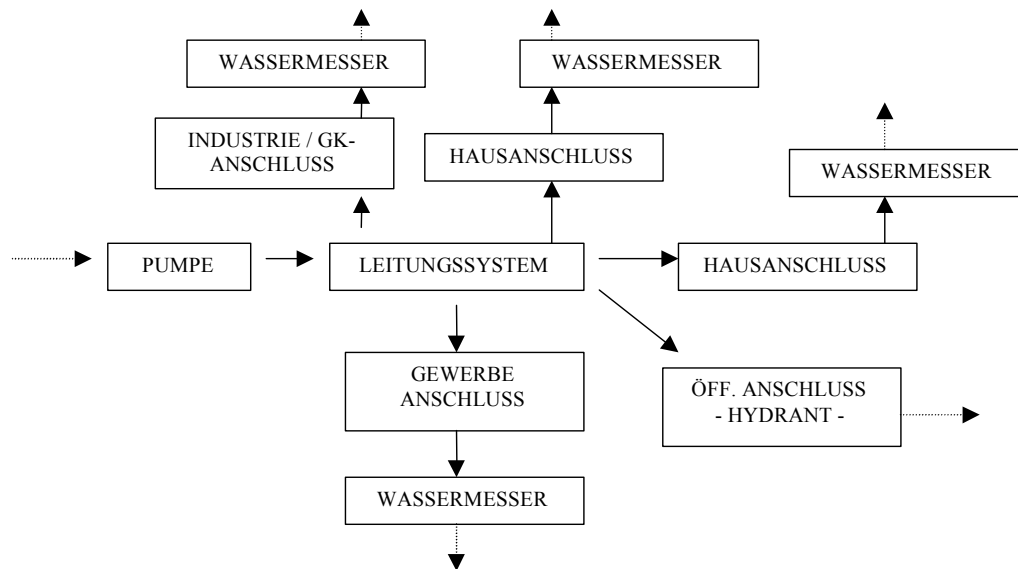 WASSERMESSER
WASSERMESSER
INDUSTRIE / GK-
ANSCHLUSS
HAUSANSCHLUSS
WASSERMESSER
PUMPE
LEITUNGSSYSTEM
HAUSANSCHLUSS
GEWERBE
ANSCHLUSS
ÖFF. ANSCHLUSS
- HYDRANT -
WASSERMESSER